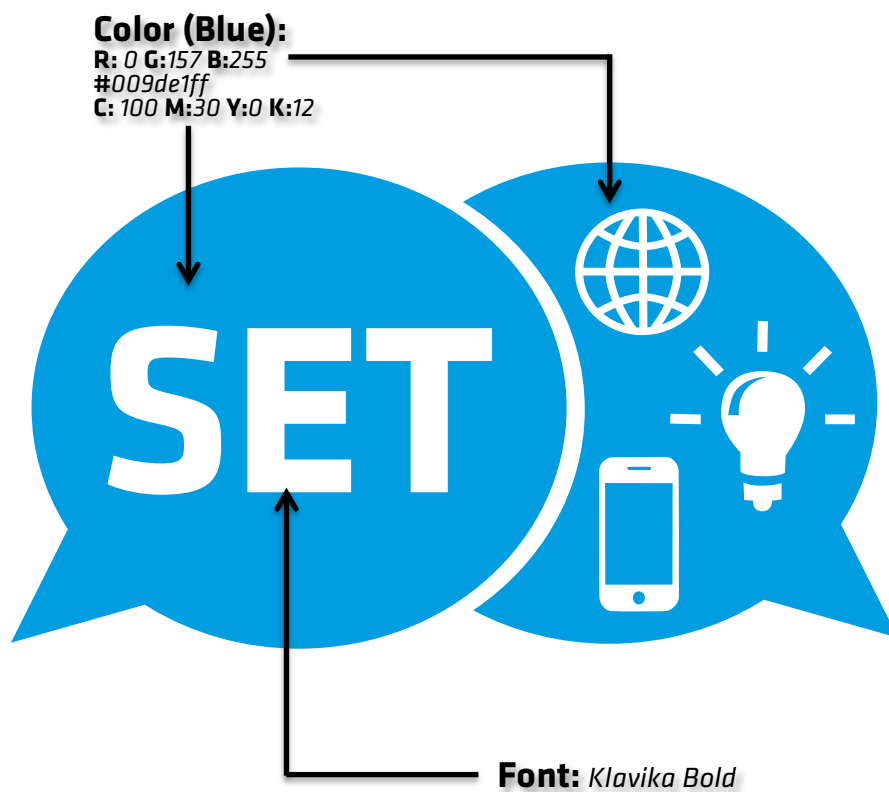 Color (Blue):
R: 0 G:157 B:255
#009de1ff
C: 100 M:30 Y:0 K:12
SET
Font: Klavika Bold